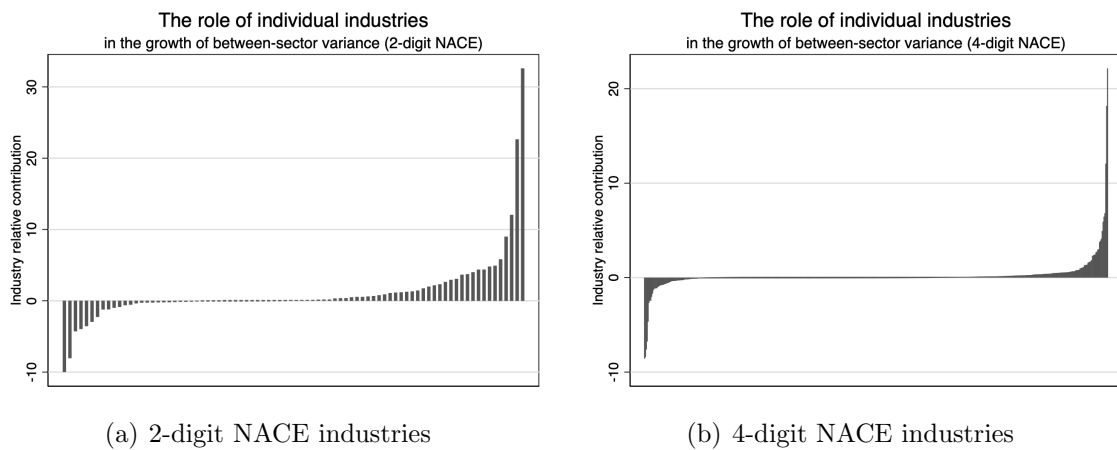 The role of individual industries
in the growth of between-sector variance (2-digit NACE)
Industry relative contribution
30
20
10
0
-10
(a) 2-digit NACE industries
The role of individual industries
in the growth of between-sector variance (4-digit NACE)
Industry relative contribution
20
10
0
-10
(b) 4-digit NACE industries